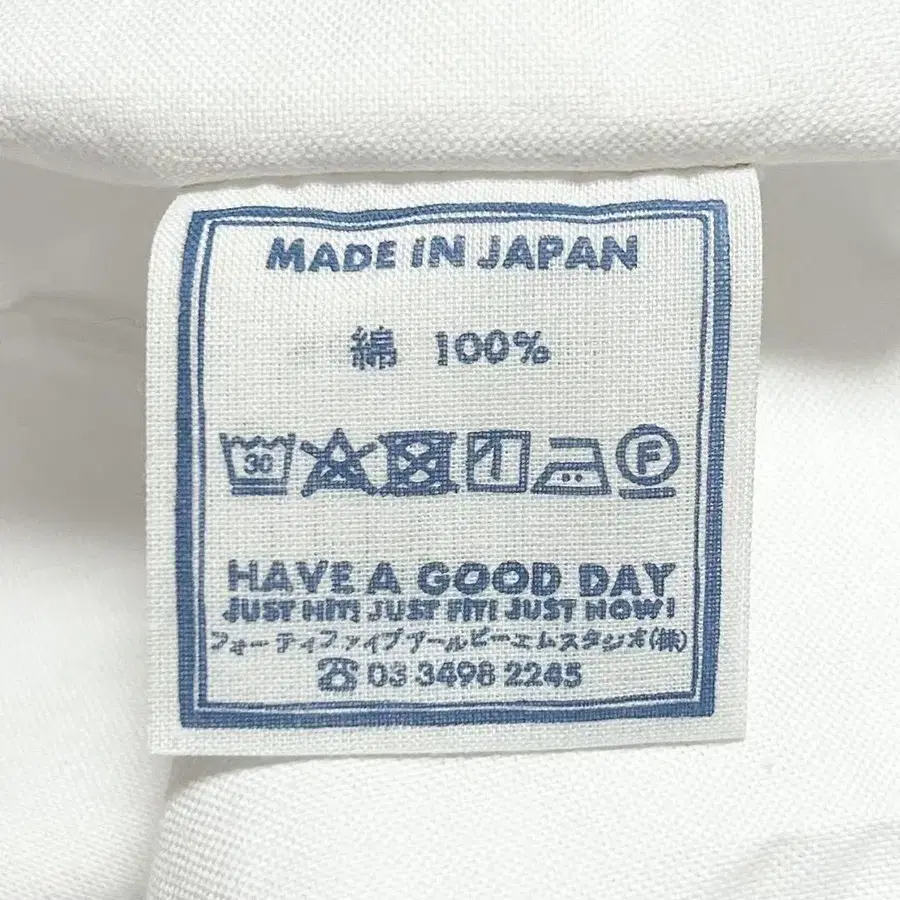 MADE IN JAPAN
綿 100%
30 F
HAVE A GOOD DAY
JUST HIT! JUST FIT! JUST NOW!
フォーティファイブアールピーエムスタジオ(株)
☎ 03 3498 2245